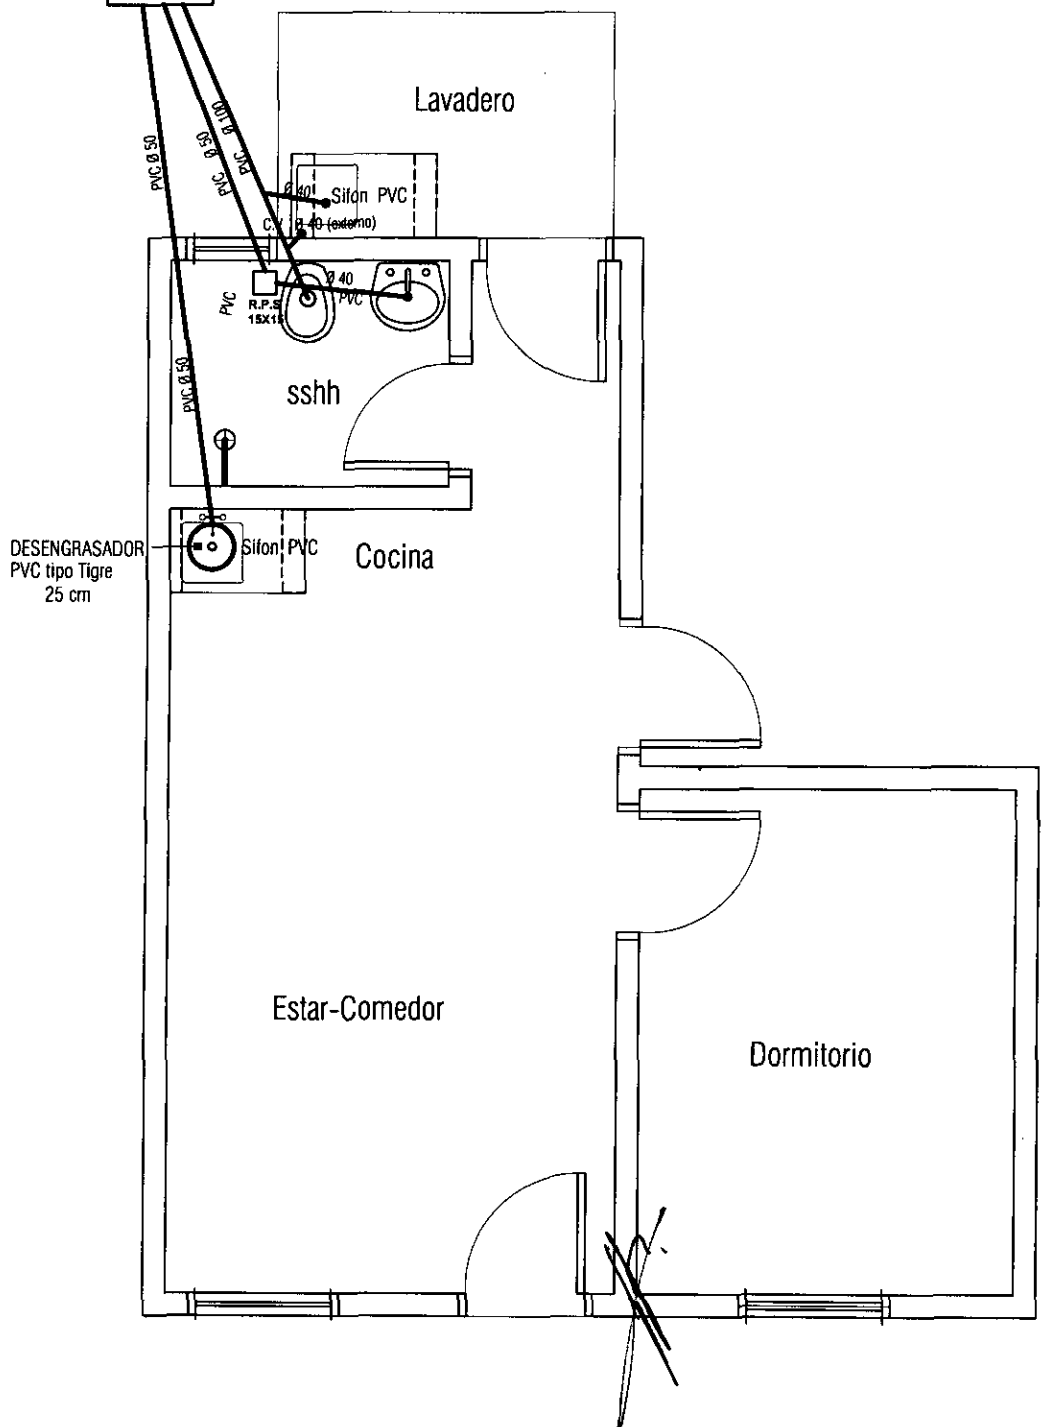 Lavadero
PVC Ø 50
PVC Ø 50
PVC Ø 100
Ø 40
Sifon PVC
C.V. Ø 40 (externo)
Ø 40
PVC
PVC
R.P.S
15X15
PVC Ø 50
sshh
DESENGRASADOR
PVC tipo Tigre
25 cm
Sifon PVC
Cocina
Estar-Comedor
Dormitorio